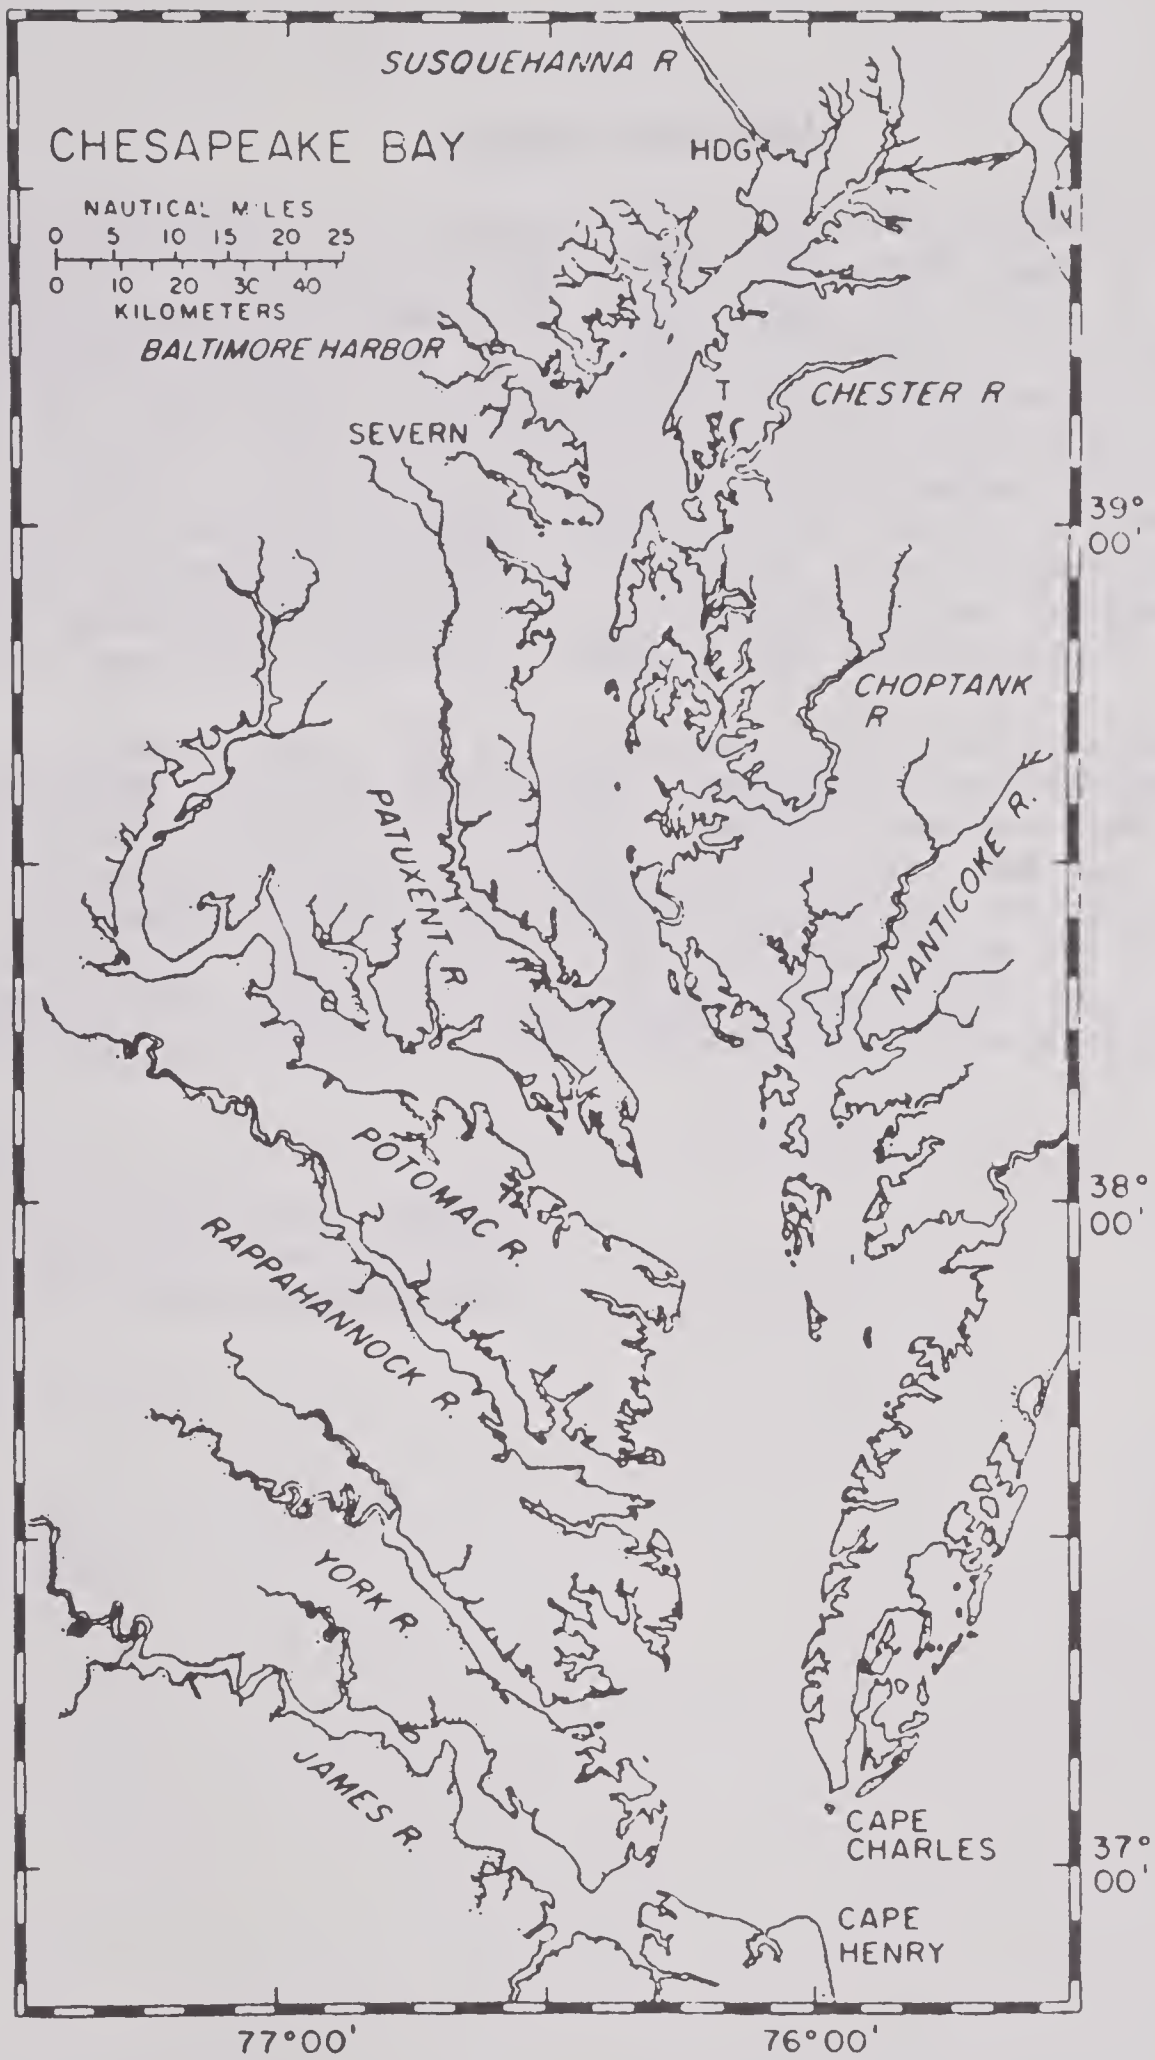 SUSQUEHANNA R
CHESAPEAKE BAY
HDG
NAUTICAL MILES
0 5 10 15 20 25
0 10 20 30 40
KILOMETERS
BALTIMORE HARBOR
T
CHESTER R
SEVERN
39°
00'
CHOPTANK
R
PATUXENT R
NANTICOKE R.
POTOMAC R.
38°
00'
RAPPAHANNOCK R.
YORK R.
JAMES R.
CAPE
CHARLES
37°
00'
CAPE
HENRY
77°00' 76°00'